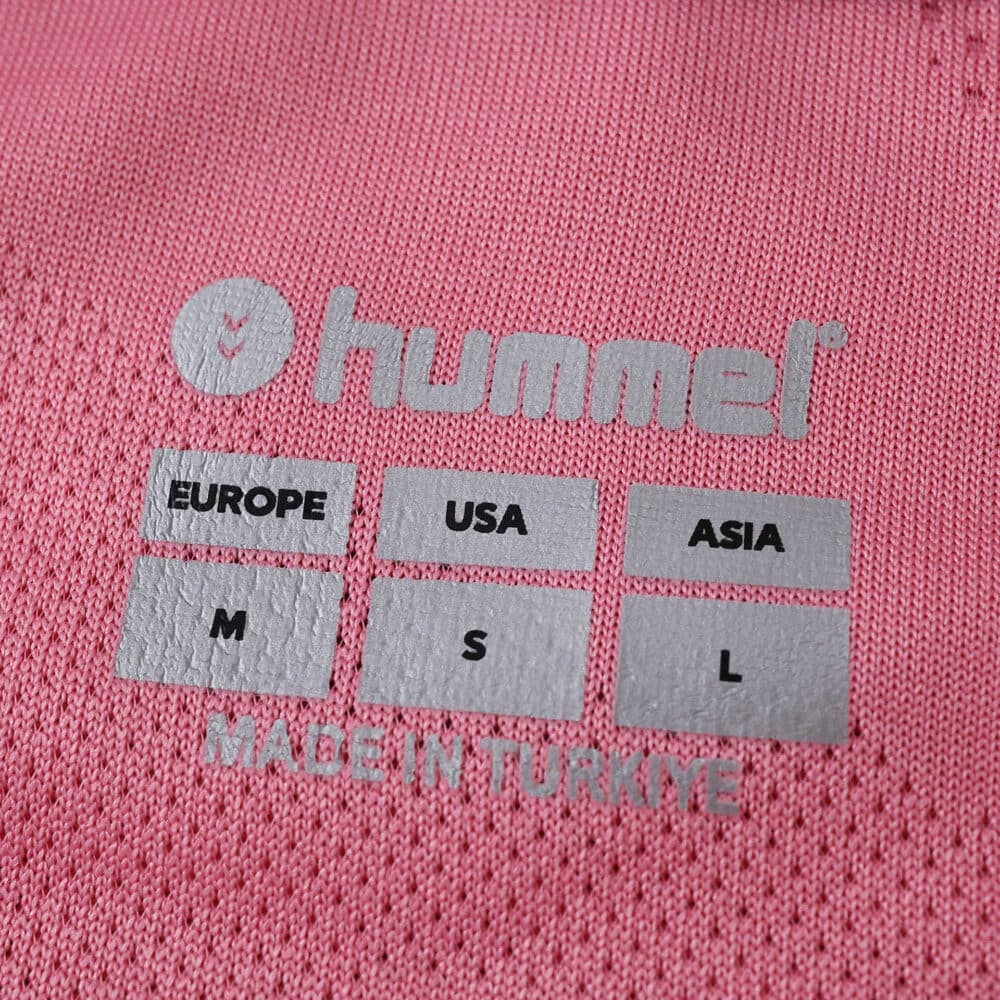 hummel
EUROPE USA ASIA
M S L
MADE IN TURKIYE